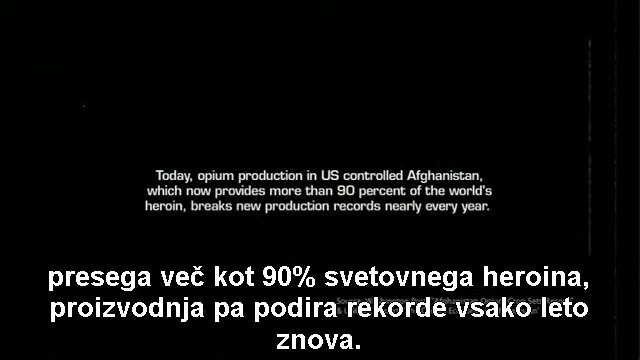 Today, opium production in US controlled Afghanistan,
which now provides more than 90 percent of the world's
heroin, breaks new production records nearly every year.
presega več kot 90% svetovnega heroina,
proizvodnja pa podira rekorde vsako leto
znova.